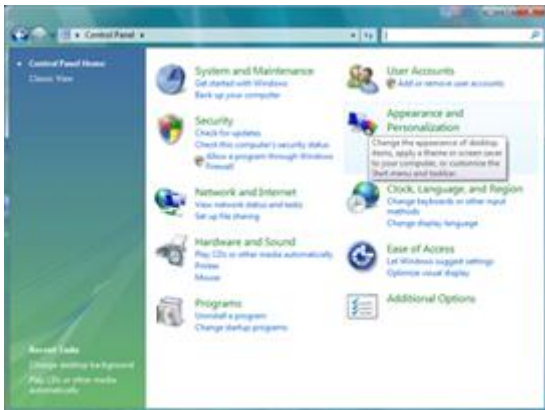 Control Panel
Control Panel Home
Classic View
System and Maintenance
Get started with Windows
Back up your computer
Security
Check for updates
Check this computer's security status
Allow a program through Windows
Firewall
Network and Internet
View network status and tasks
Set up file sharing
Hardware and Sound
Play CDs or other media automatically
Printer
Mouse
Programs
Uninstall a program
Change startup programs
User Accounts
Add or remove user accounts
Appearance and
Personalization
Change the appearance of desktop
items, apply a theme or screen saver
to your computer, or customize the
Start menu and taskbar.
Clock, Language, and Region
Change keyboards or other input
methods
Change display language
Ease of Access
Let Windows suggest settings
Optimize visual display
Additional Options
Recent Tasks
Change desktop background
Play CDs or other media
automatically